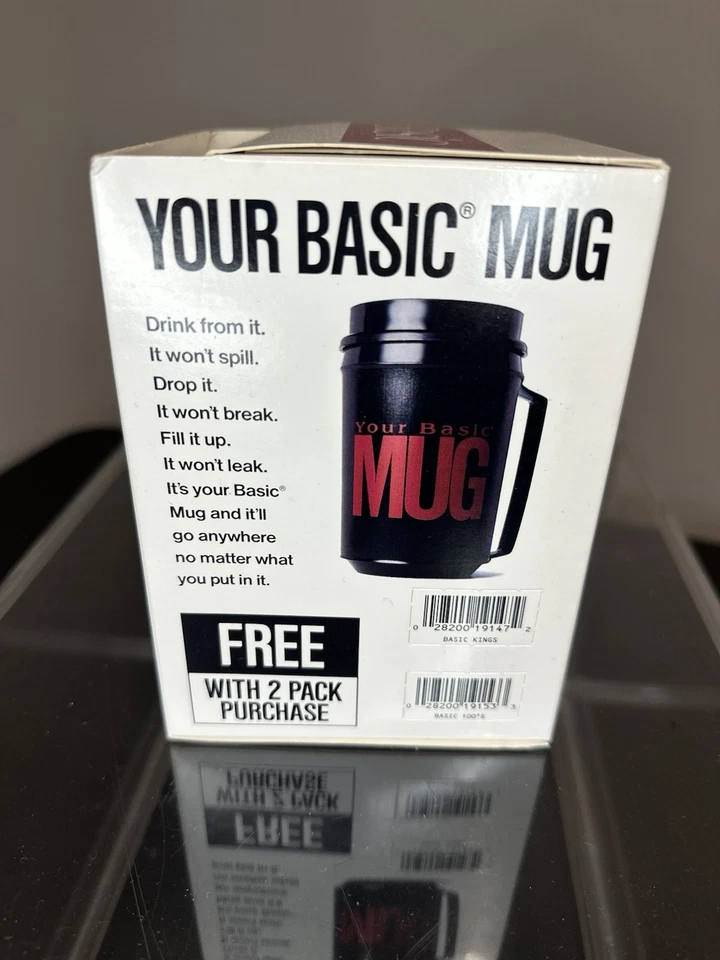 YOUR BASIC® MUG
Drink from it.
It won't spill.
Drop it.
It won't break.
Fill it up.
It won't leak.
It's your Basic®
Mug and it'll
go anywhere
no matter what
you put in it.
Your Basic
MUG
FREE
WITH 2 PACK
PURCHASE
0 28200 19147 2
BASIC KINGS
0 28200 19153 3
BASIC 100'S